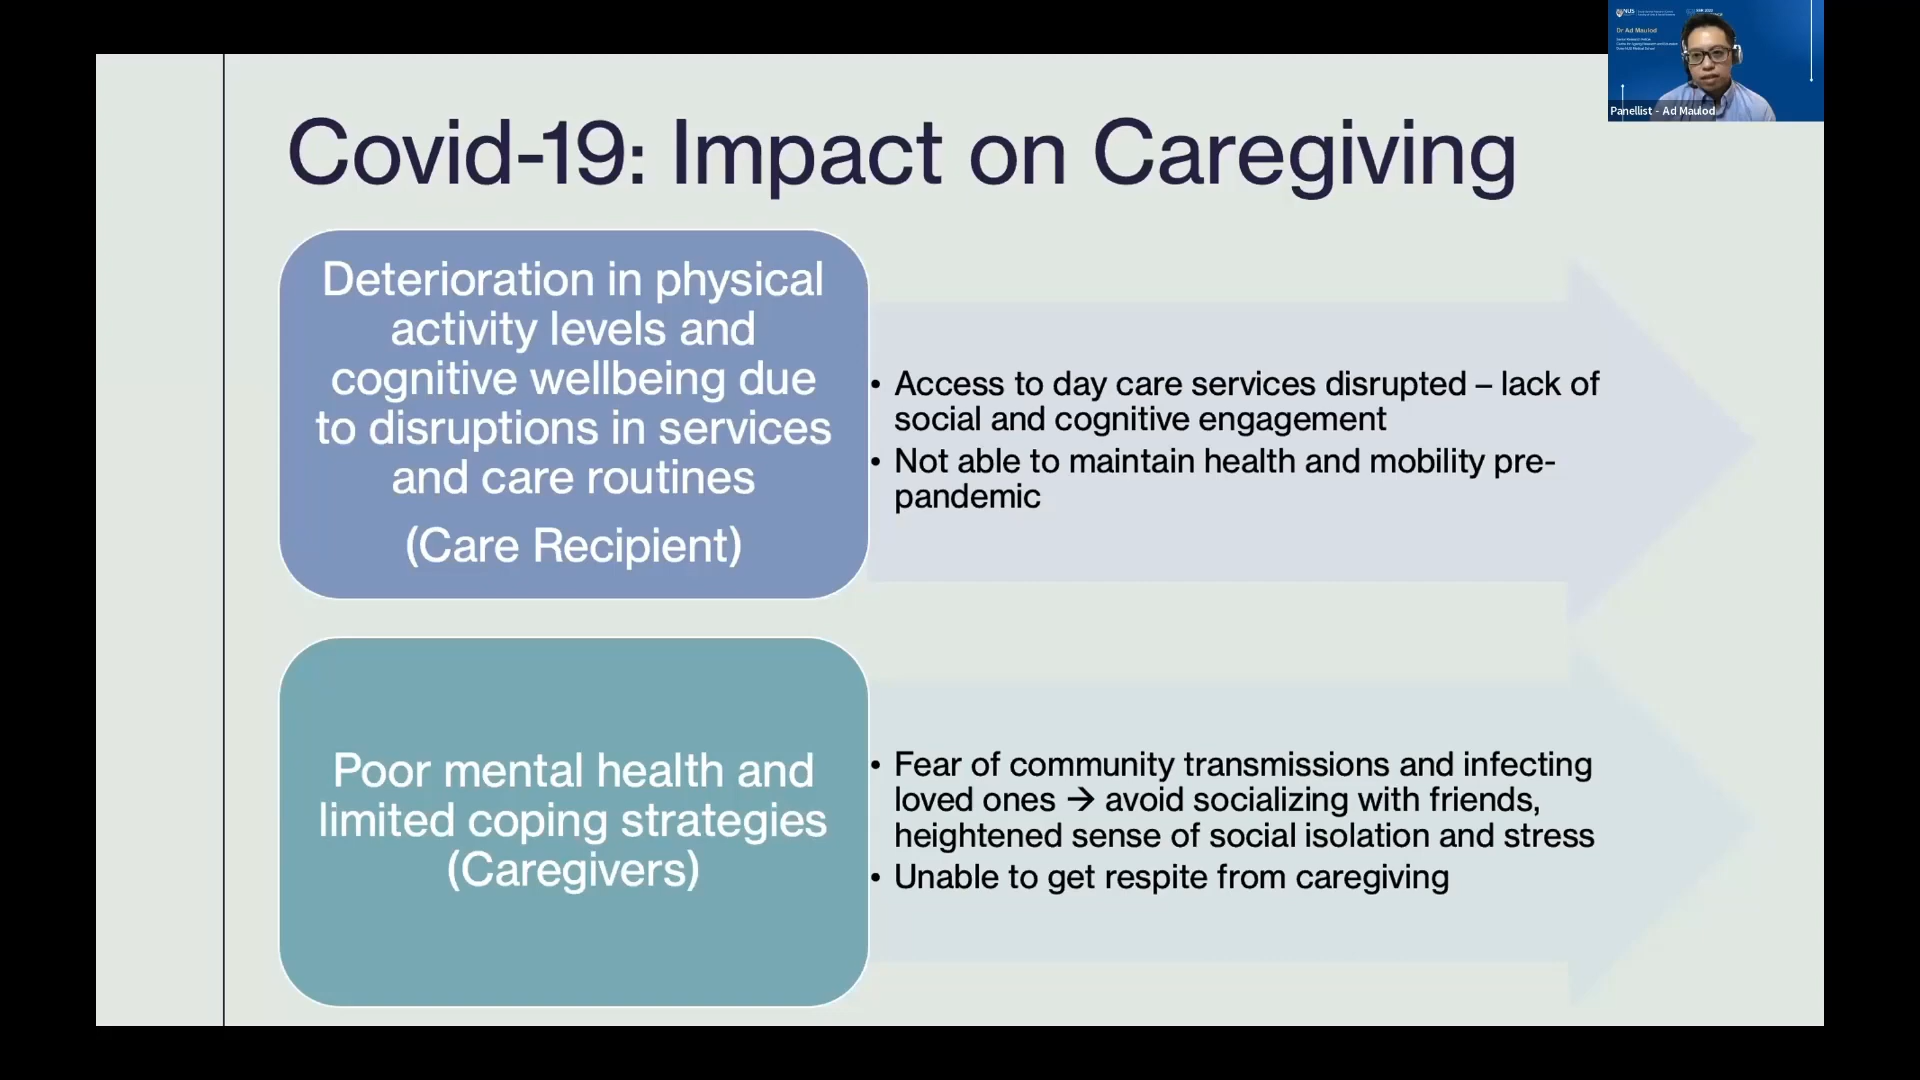 NUS
Dr Ad Maulod
Panellist - Ad Maulod
Covid-19: Impact on Caregiving
Deterioration in physical
activity levels and
cognitive wellbeing due
to disruptions in services
and care routines
(Care Recipient)
• Access to day care services disrupted – lack of
social and cognitive engagement
• Not able to maintain health and mobility pre-
pandemic
Poor mental health and
limited coping strategies
(Caregivers)
• Fear of community transmissions and infecting
loved ones → avoid socializing with friends,
heightened sense of social isolation and stress
• Unable to get respite from caregiving